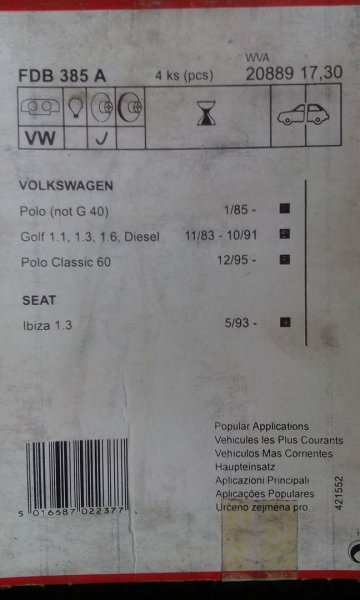 WVA
FDB 385 A 4 ks (pcs) 20889 17,30
VW
VOLKSWAGEN
Polo (not G 40) 1/85 -
Golf 1.1, 1.3, 1.6, Diesel 11/83 - 10/91
Polo Classic 60 12/95 -
SEAT
Ibiza 1.3 5/93 -
Popular Applications
Vehicules les Plus Courants
Vehiculos Mas Corrientes
Haupteinsatz
Aplicazioni Principali
Aplicações Populares
Určeno zejména pro
421552
5 016687 022377